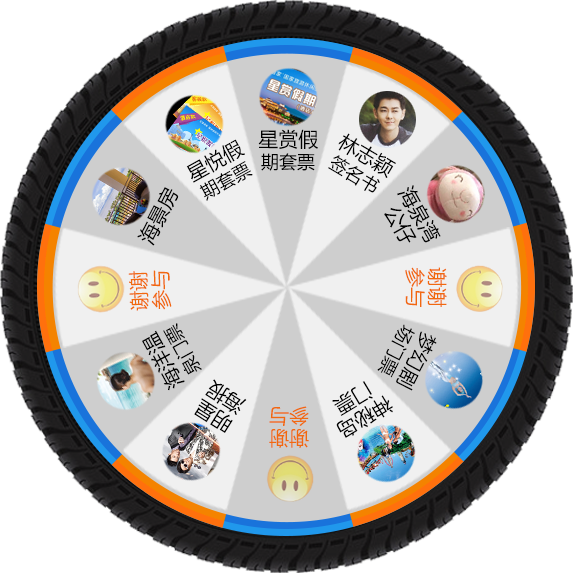 星赏假
期套票
林志颖
签名书
海泉湾
公仔
谢谢
参与
梦幻剧
场门票
神秘岛
门票
谢谢
参与
明星
海报
海洋温
泉门票
谢谢
参与
海景房
星悦假
期套票
星赏假期